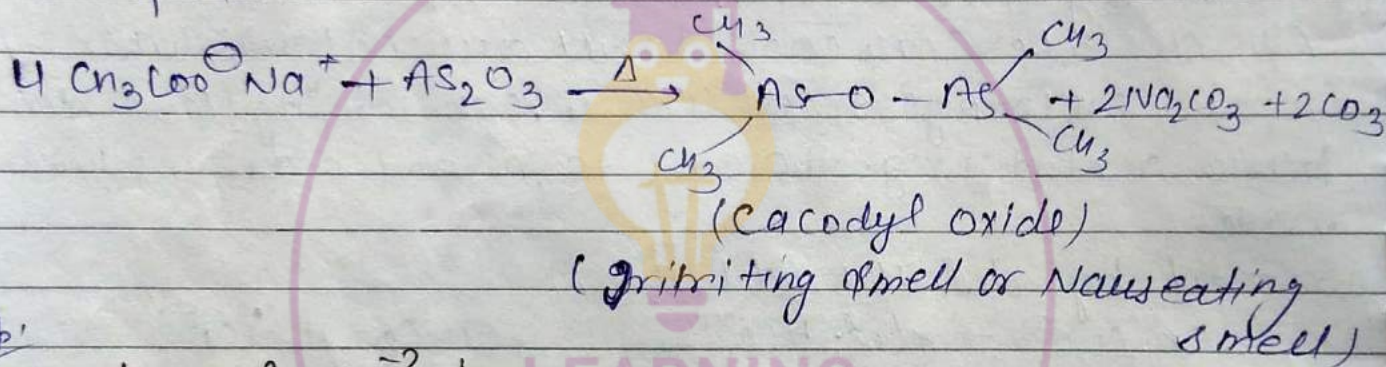 CH3 CH3
4 CH3COO⊖ Na+ + AS2O3 —Δ→ As-O-As + 2Na2CO3 + 2CO3
CH3 CH3
(Cacodyl oxide)
(Irritating smell or Nauseating
smell)
LEARNING